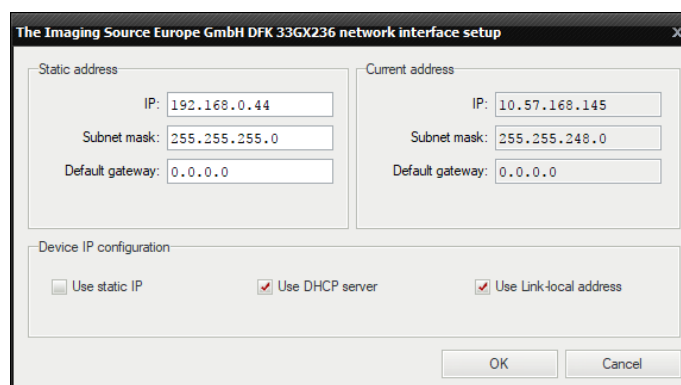 The Imaging Source Europe GmbH DFK 33GX236 network interface setup X
Static address
IP: 192.168.0.44
Subnet mask: 255.255.255.0
Default gateway: 0.0.0.0
Current address
IP: 10.57.168.145
Subnet mask: 255.255.248.0
Default gateway: 0.0.0.0
Device IP configuration
Use static IP
Use DHCP server
Use Link-local address
OK
Cancel